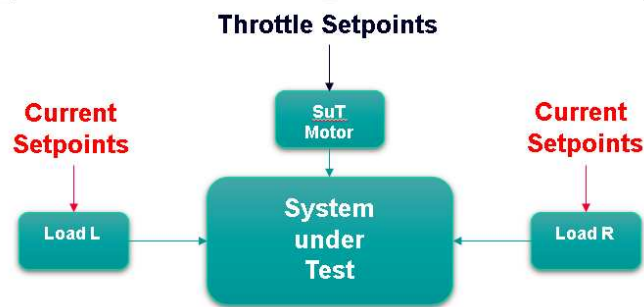 Throttle Setpoints
Current
Setpoints
SuT
Motor
Current
Setpoints
Load L
System
under
Test
Load R